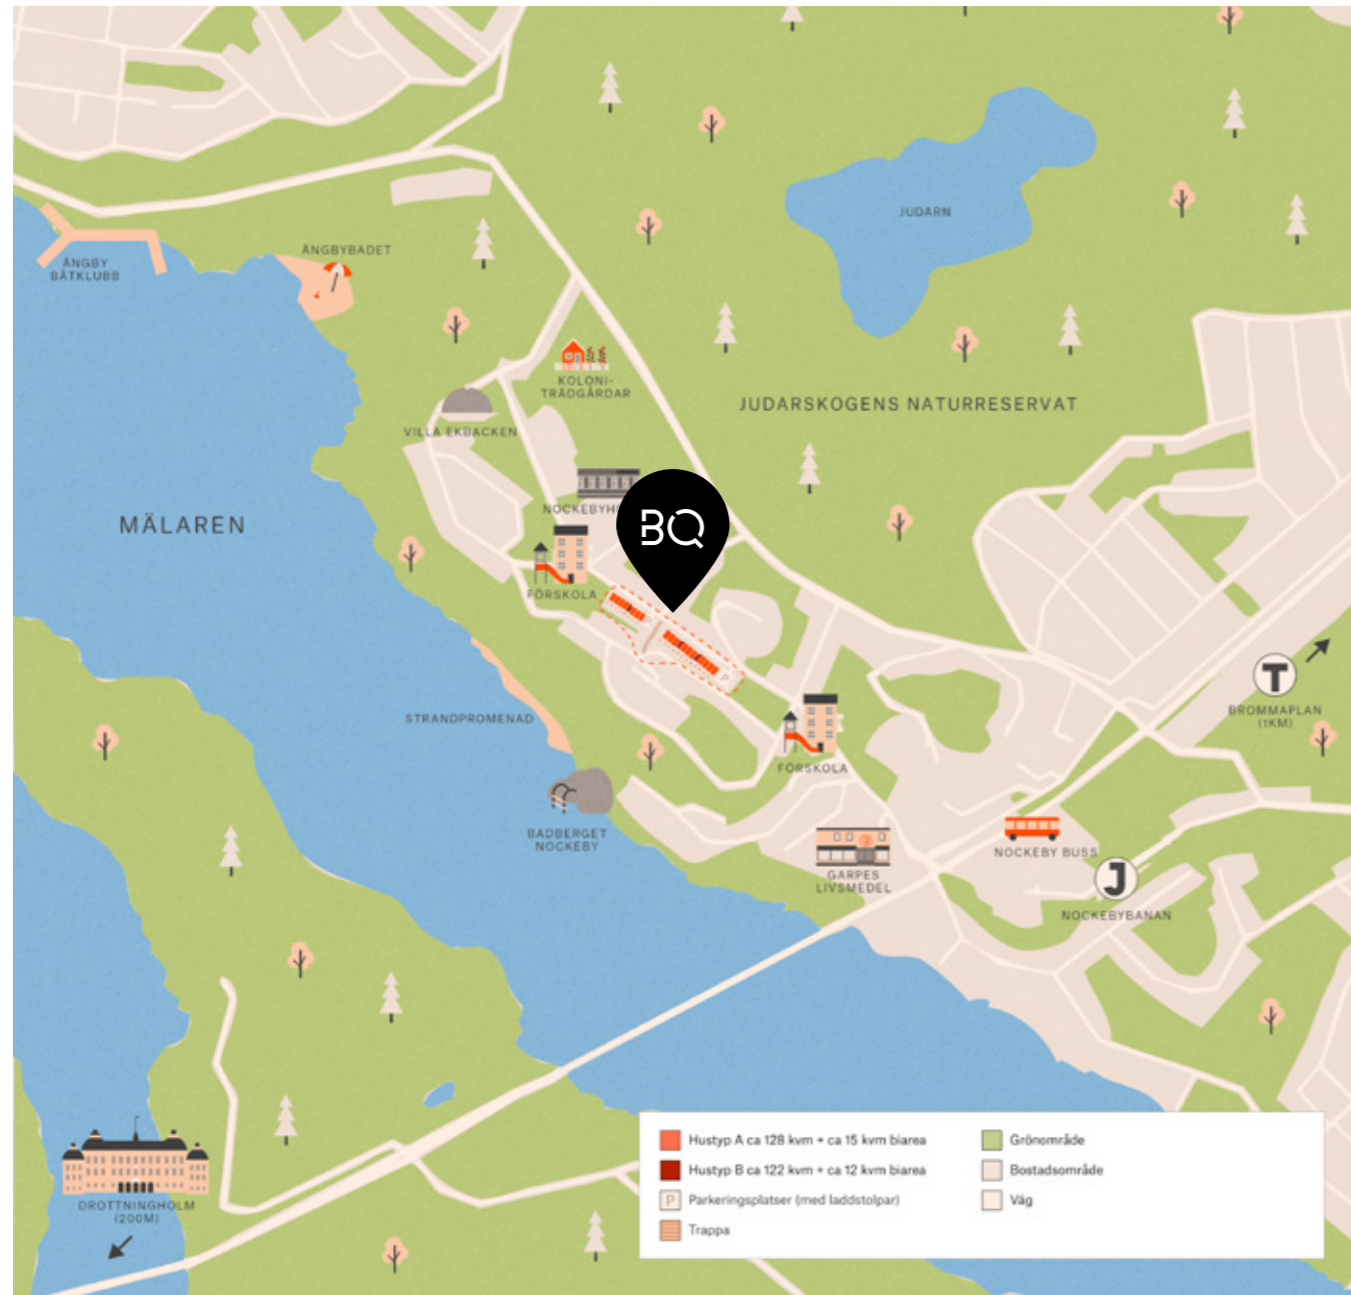 JUDARN
ÄNGBYBADET
ÄNGBY
BÅTKLUBB
KOLONI-
TRÄDGÅRDAR
JUDARSKOGENS NATURRESERVAT
VILLA EKBACKEN
NOCKEBYH
BQ
MÄLAREN
FÖRSKOLA
P
T
BROMMAPLAN
(1KM)
STRANDPROMENAD
FÖRSKOLA
BADBERGET
NOCKEBY
GARPES
LIVSMEDEL
NOCKEBY BUSS
J
NOCKEBYBANAN
DROTTNINGHOLM
(200M)
Hustyp A ca 128 kvm + ca 15 kvm biarea
Hustyp B ca 122 kvm + ca 12 kvm biarea
P Parkeringsplatser (med laddstolpar)
Trappa
Grönområde
Bostadsområde
Väg